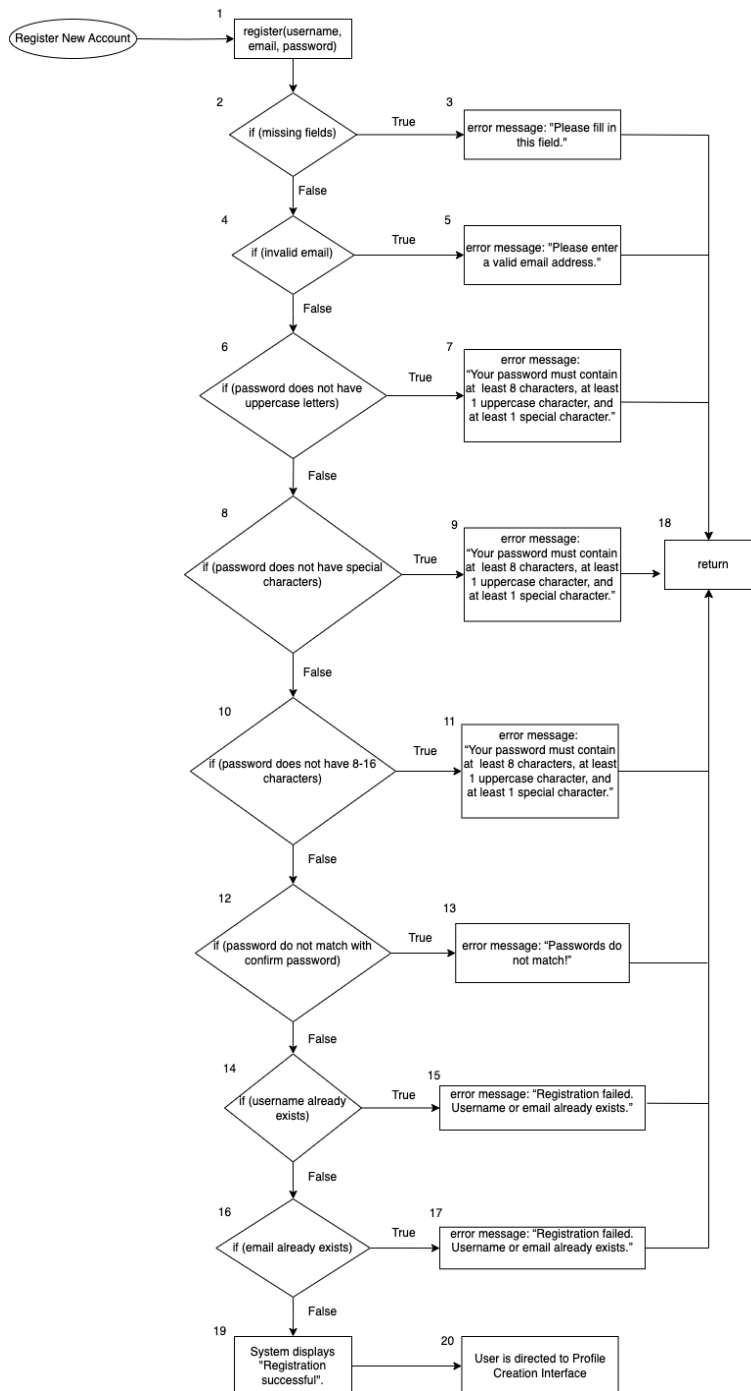 1
Register New Account
register(username,
email, password)
2
if (missing fields)
True
3
error message: "Please fill in
this field."
False
4
if (invalid email)
True
5
error message: "Please enter
a valid email address."
False
6
if (password does not have
uppercase letters)
True
7
error message:
“Your password must contain
at least 8 characters, at least
1 uppercase character, and
at least 1 special character.”
False
8
if (password does not have special
characters)
True
9
error message:
“Your password must contain
at least 8 characters, at least
1 uppercase character, and
at least 1 special character.”
18
return
False
10
if (password does not have 8-16
characters)
True
11
error message:
“Your password must contain
at least 8 characters, at least
1 uppercase character, and
at least 1 special character.”
False
12
if (password do not match with
confirm password)
True
13
error message: “Passwords do
not match!”
False
14
if (username already
exists)
True
15
error message: “Registration failed.
Username or email already exists.”
False
16
if (email already exists)
True
17
error message: “Registration failed.
Username or email already exists.”
False
19
System displays
"Registration
successful".
20
User is directed to Profile
Creation Interface